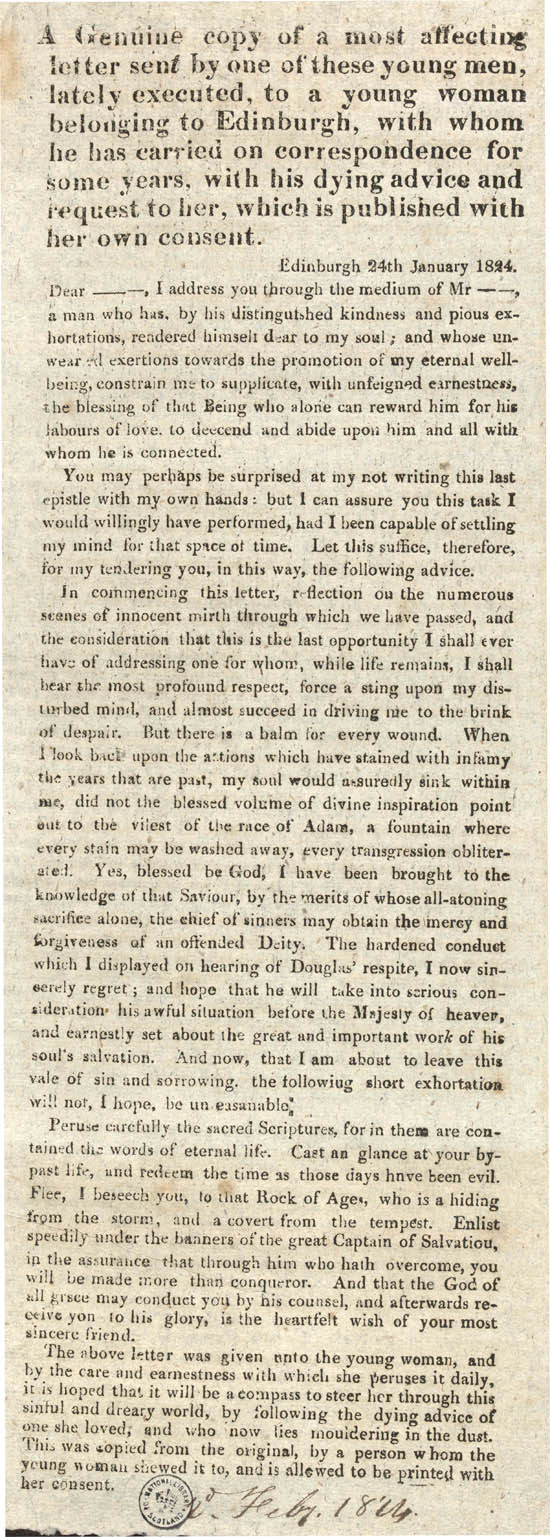 A Genuine copy of a most affecting
letter sent by one of these young men,
lately executed, to a young woman
belonging to Edinburgh, with whom
he has carried on correspondence for
some years, with his dying advice and
request to her, which is published with
her own consent.
Edinburgh 24th January 1824.
Dear ———, I address you through the medium of Mr ——,
a man who has, by his distinguished kindness and pious ex-
hortations, rendered himself dear to my soul; and whose un-
wearied exertions towards the promotion of my eternal well-
being, constrain me to supplicate, with unfeigned earnestness,
the blessing of that Being who alone can reward him for his
labours of love, to deecend and abide upon him and all with
whom he is connected.
You may perhaps be surprised at my not writing this last
epistle with my own hands: but I can assure you this task I
would willingly have performed, had I been capable of settling
my mind for that space of time. Let this suffice, therefore,
for my tendering you, in this way, the following advice.
In commencing this letter, reflection on the numerous
scenes of innocent mirth through which we have passed, and
the consideration that this is the last opportunity I shall ever
have of addressing one for whom, while life remains, I shall
bear the most profound respect, force a sting upon my dis-
turbed mind, and almost succeed in driving me to the brink
of despair. But there is a balm for every wound. When
I look back upon the actions which have stained with infamy
the years that are past, my soul would assuredly sink within
me, did not the blessed volume of divine inspiration point
out to the vilest of the race of Adam, a fountain where
every stain may be washed away, every transgression obliter-
ated. Yes, blessed be God, I have been brought to the
knowledge of that Saviour, by the merits of whose all-atoning
sacrifice alone, the chief of sinners may obtain the mercy and
forgiveness of an offended Deity. The hardened conduct
which I displayed on hearing of Douglas' respite, I now sin-
cerely regret; and hope that he will take into serious con-
sideration his awful situation before the Majesty of heaven,
and earnestly set about the great and important work of his
soul's salvation. And now, that I am about to leave this
vale of sin and sorrowing, the followiug short exhortation
will not, I hope, be unseasanable,
Peruse carefully the sacred Scriptures, for in them are con-
tained the words of eternal life. Cast an glance at your by-
past life, and redeem the time as those days hnve been evil.
Flee, I beseech you, to that Rock of Ages, who is a hiding
from the storm, and a covert from the tempest. Enlist
speedily under the banners of the great Captain of Salvatiou,
in the assurance that through him who hath overcome, you
will be made more than conqueror. And that the God of
all grace may conduct you by his counsel, and afterwards re-
ceive yon to his glory, is the heartfelt wish of your most
sincere friend.
The above letter was given unto the young woman, and
by the care and earnestness with which she peruses it daily,
it is hoped that it will be a compass to steer her through this
sinful and dreary world, by following the dying advice of
one she loved, and who now lies mouldering in the dust.
This was copied from the original, by a person whom the
young woman shewed it to, and is allewed to be printed with
her consent.
NATIONAL LIBRARY OF SCOTLAND
Feby. 1824.